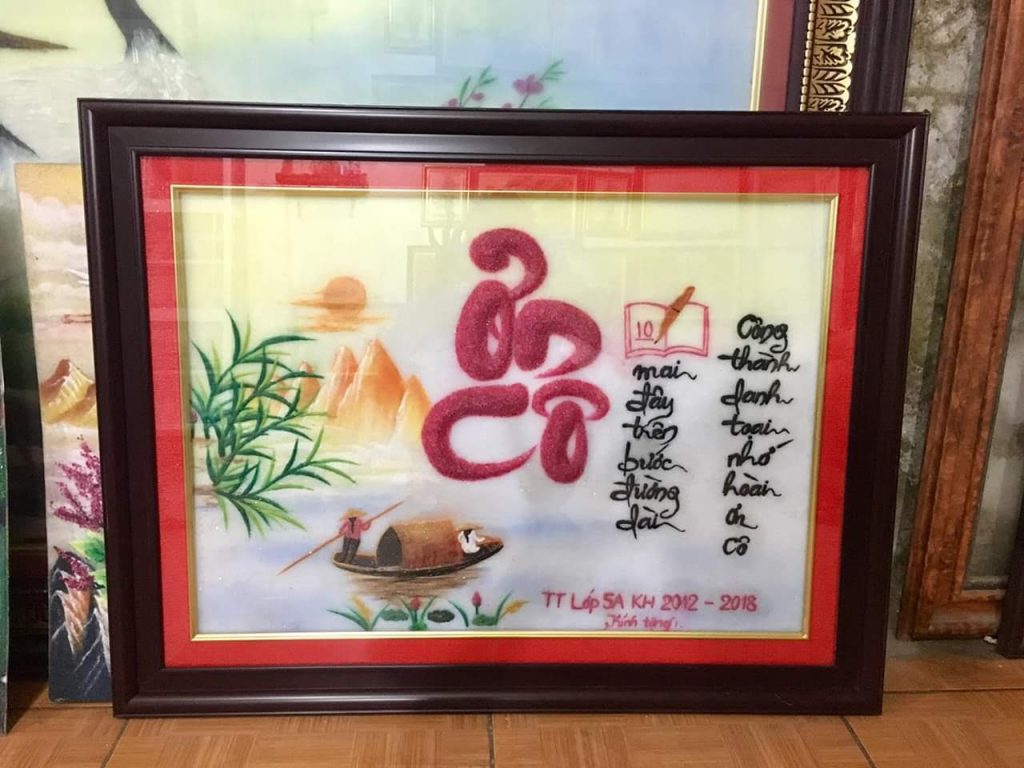 ơn
cô
10
mai
đây
trên
bước
đường
dài
Công
thành
danh
toại
nhớ
hoài
ơn
cô
TT Lớp 5A KH 2012 - 2018
Kính tặng